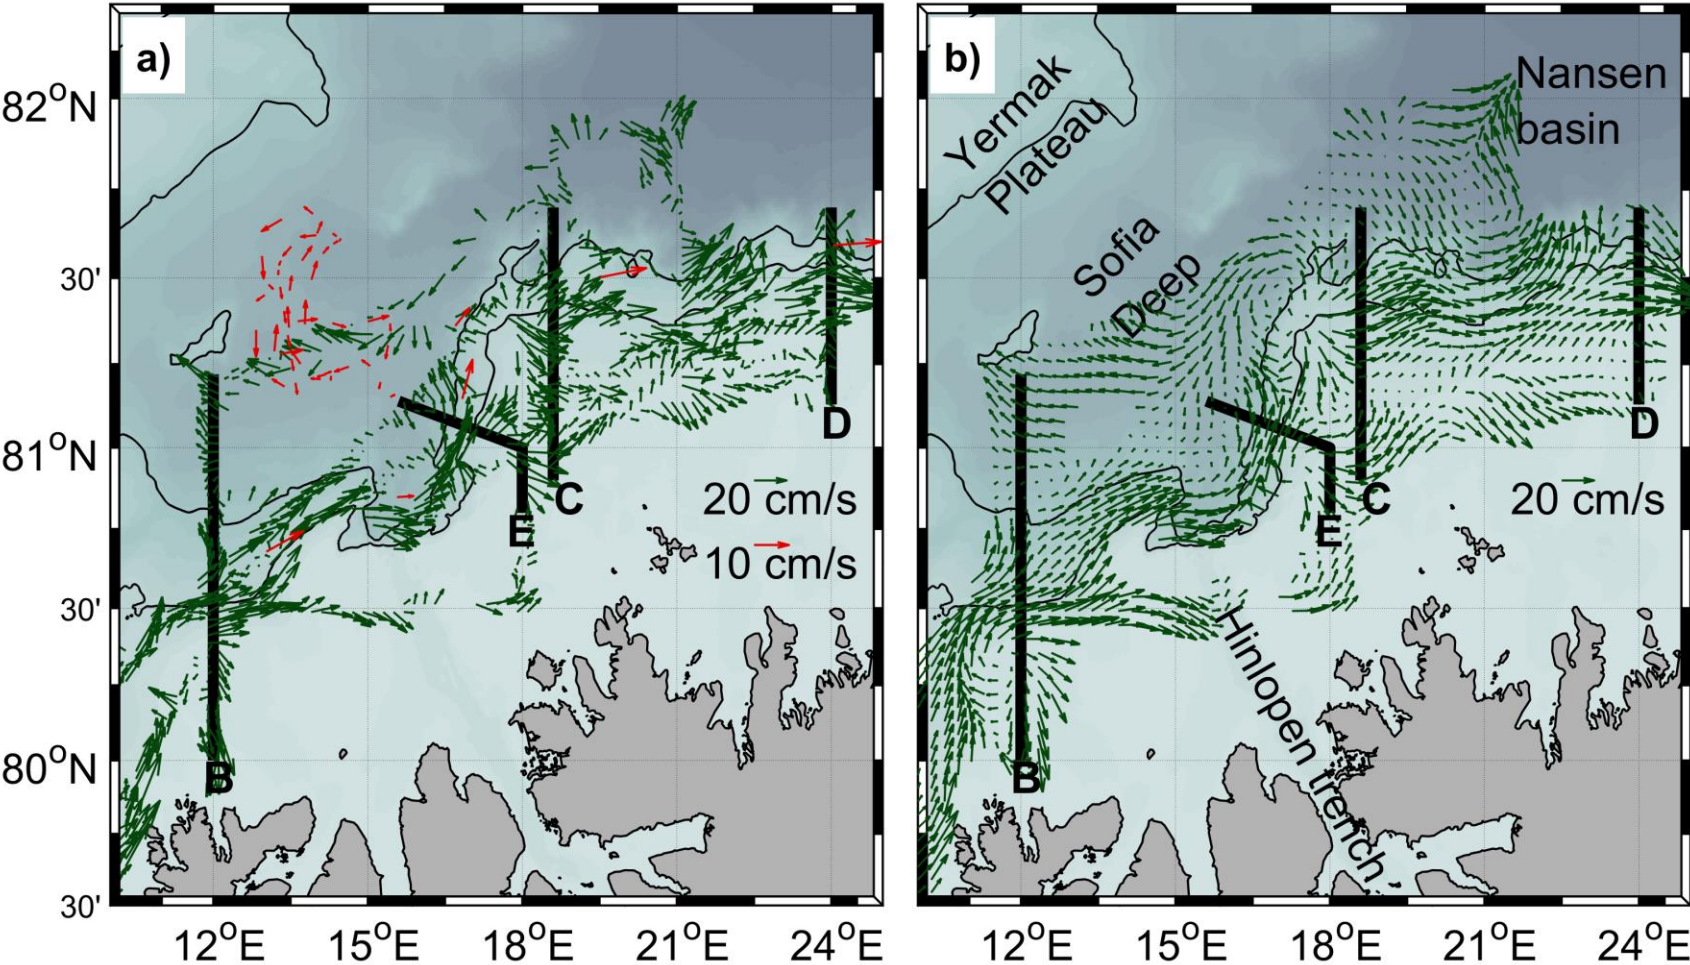 a)
82°N
30'
81°N
30'
80°N
30'
12°E
15°E
18°E
21°E
24°E
B
E
C
D
20 cm/s
10 cm/s
b)
Yermak
Plateau
Sofia
Deep
Nansen
basin
Hinlopen trench
B
E
C
D
20 cm/s
12°E
15°E
18°E
21°E
24°E